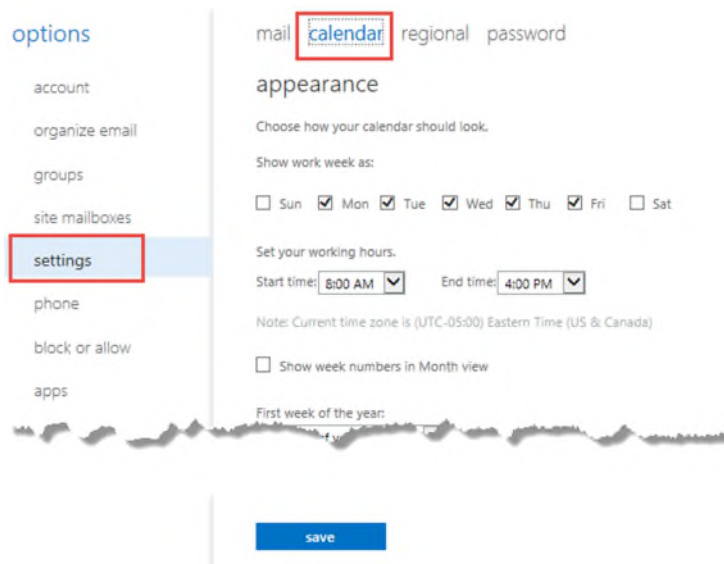 options
account
organize email
groups
site mailboxes
settings
phone
block or allow
apps
mail calendar regional password
appearance
Choose how your calendar should look.
Show work week as:
Sun Mon Tue Wed Thu Fri Sat
Set your working hours.
Start time: 8:00 AM End time: 4:00 PM
Note: Current time zone is (UTC-05:00) Eastern Time (US & Canada)
Show week numbers in Month view
First week of the year:
save